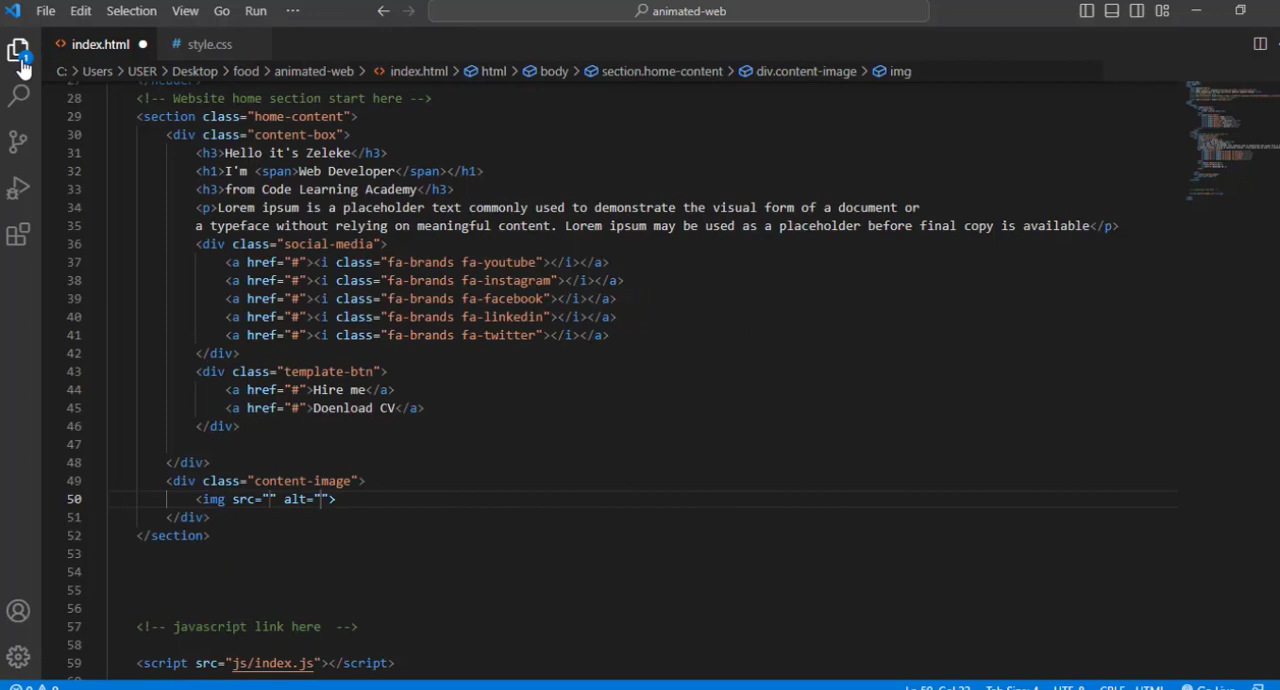 File Edit Selection View Go Run ··· animated-web
index.html style.css
C: > Users > USER > Desktop > food > animated-web > index.html > html > body > section.home-content > div.content-image > img
28 <!-- Website home section start here -->
29 <section class="home-content">
30 <div class="content-box">
31 <h3>Hello it's Zeleke</h3>
32 <h1>I'm <span>Web Developer</span></h1>
33 <h3>from Code Learning Academy</h3>
34 <p>Lorem ipsum is a placeholder text commonly used to demonstrate the visual form of a document or
35 a typeface without relying on meaningful content. Lorem ipsum may be used as a placeholder before final copy is available</p>
36 <div class="social-media">
37 <a href="#"><i class="fa-brands fa-youtube"></i></a>
38 <a href="#"><i class="fa-brands fa-instagram"></i></a>
39 <a href="#"><i class="fa-brands fa-facebook"></i></a>
40 <a href="#"><i class="fa-brands fa-linkedin"></i></a>
41 <a href="#"><i class="fa-brands fa-twitter"></i></a>
42 </div>
43 <div class="template-btn">
44 <a href="#">Hire me</a>
45 <a href="#">Doenload CV</a>
46 </div>
47
48 </div>
49 <div class="content-image">
50 <img src="" alt="">
51 </div>
52 </section>
53
54
55
56
57 <!-- javascript link here -->
58
59 <script src="js/index.js"></script>